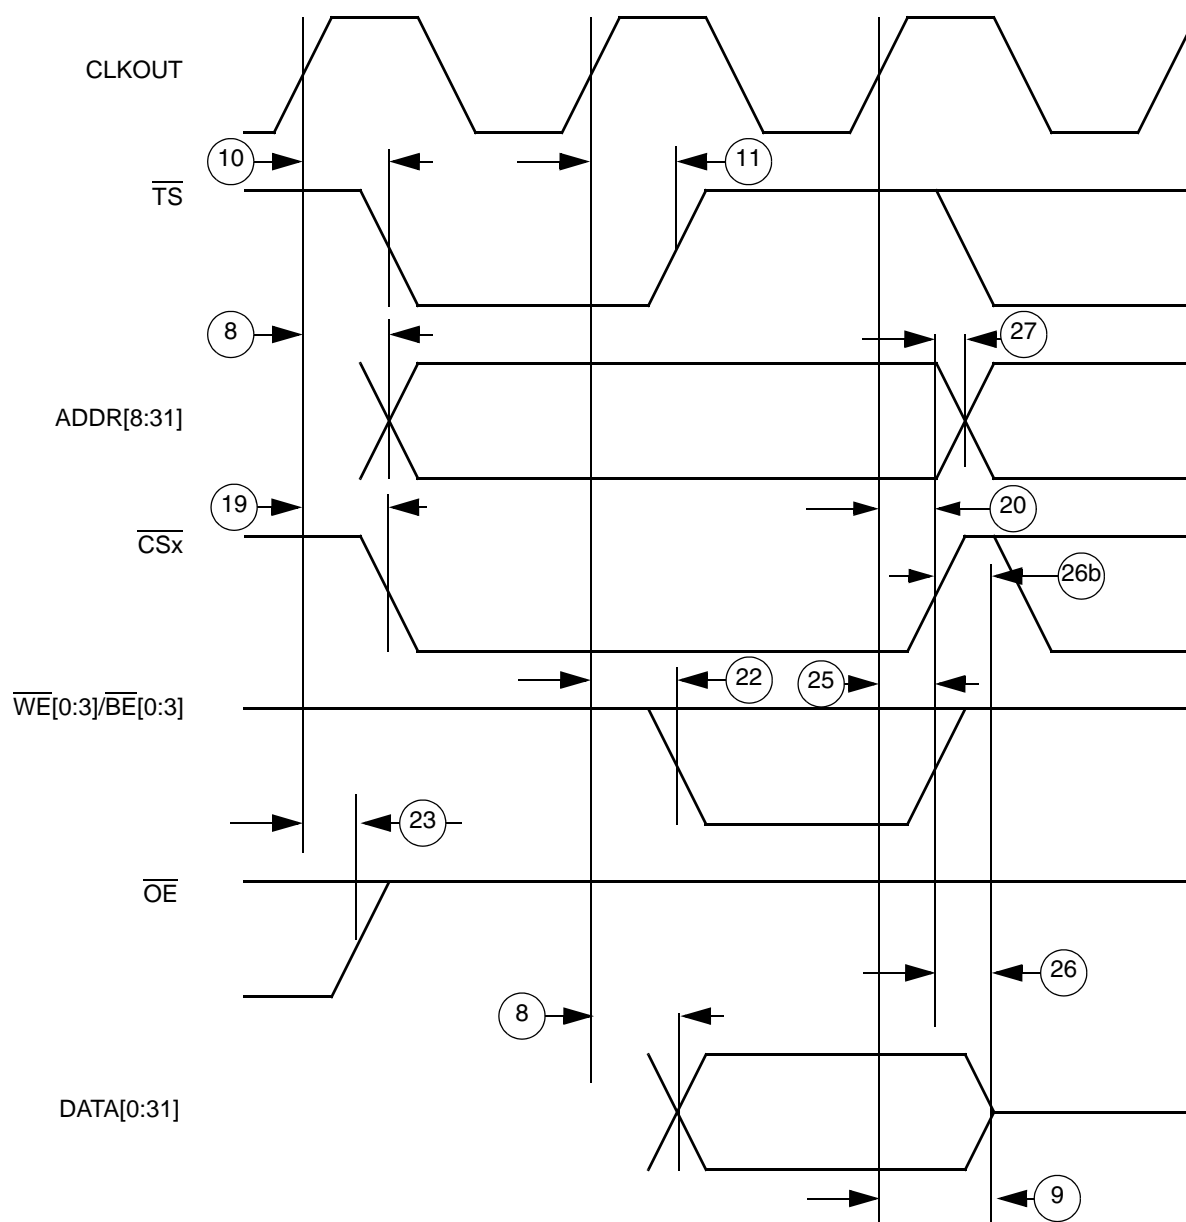 CLKOUT
10
11
TS
8
27
ADDR[8:31]
19
20
CSx
26b
22
25
WE[0:3]/BE[0:3]
23
OE
26
8
DATA[0:31]
9